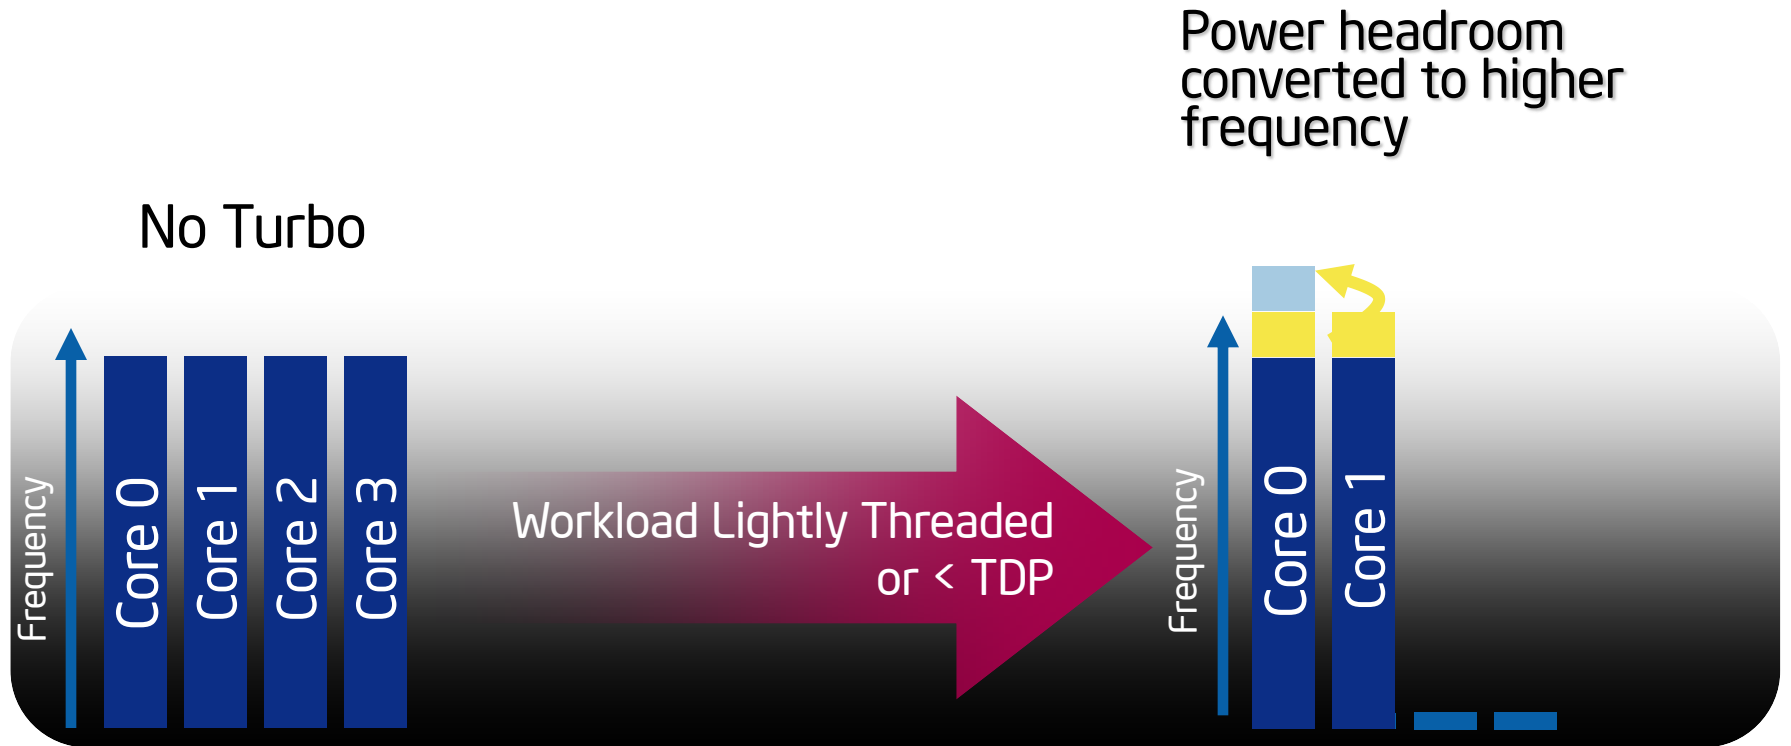 Power headroom
converted to higher
frequency
No Turbo
Frequency
Core 0
Core 1
Core 2
Core 3
Workload Lightly Threaded
or < TDP
Frequency
Core 0
Core 1